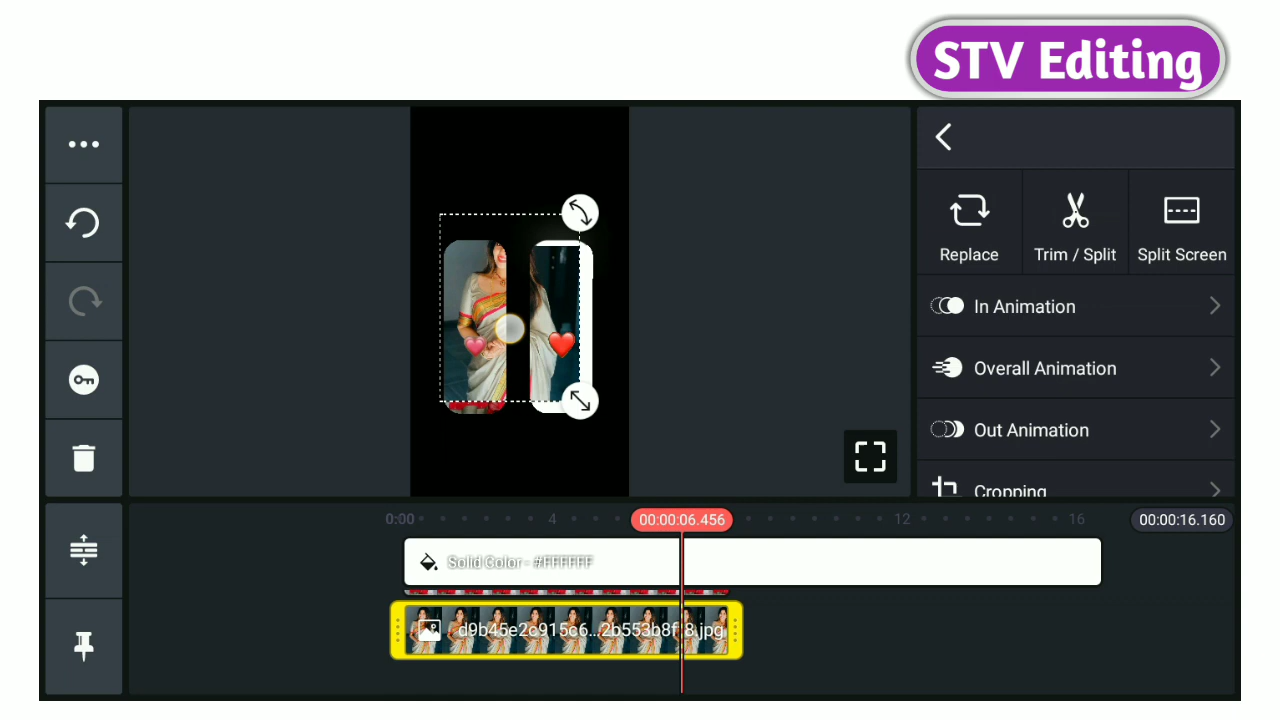 STV Editing
Replace
Trim / Split
Split Screen
In Animation
Overall Animation
Out Animation
Cropping
0:00
4
00:00:06.456
12
16
00:00:16.160
Solid Color - #FFFFFF
d9b45e2c915c6...2b553b8f8.jpg